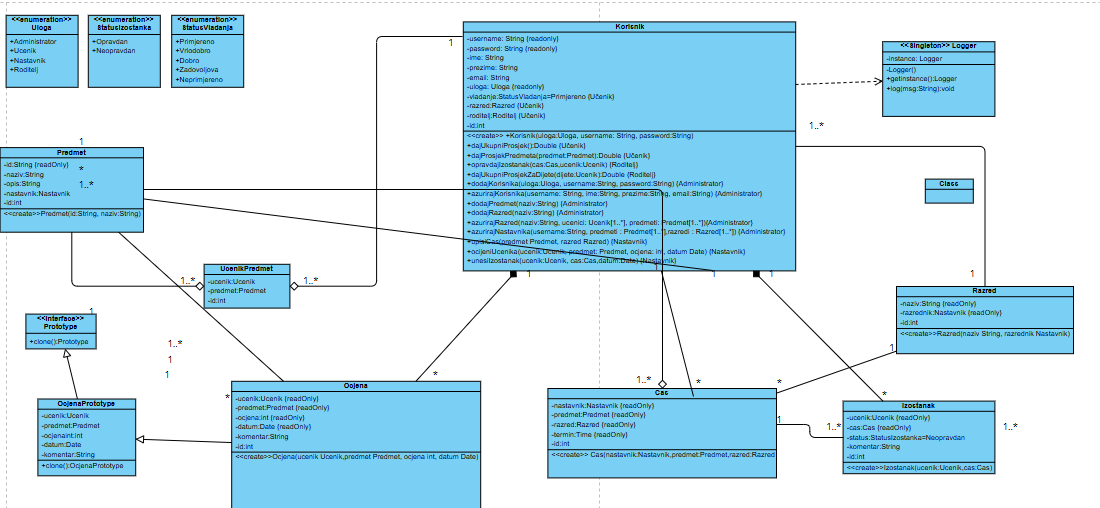 <<enumeration>>
Uloga
+Administrator
+Ucenik
+Nastavnik
+Roditelj
<<enumeration>>
StatusIzostanka
+Opravdan
+Neopravdan
<<enumeration>>
StatusVladanja
+Primjereno
+Vrlodobro
+Dobro
+Zadovoljova
+Neprimjereno
1
Korisnik
-username: String {readonly}
-password: String {readonly}
-ime: String
-prezime: String
-email: String
-uloga: Uloga {readonly}
-vladanje:StatusVladanja=Primjereno {Učenik}
-razred:Razred {Učenik}
-roditelj:Roditelj {Učenik}
-id:int
<<create>> +Korisnik(uloga:Uloga, username: String, password:String)
+dajUkupniProsjek():Double {Učenik}
+dajProsjekPredmeta(predmet:Predmet):Double {Učenik}
+opravdajIzostanak(cas:Cas,ucenik:Ucenik) {Roditelj}
+dajUkupniProsjekZaDijete(dijete:Ucenik):Double {Roditelj}
+dodajKorisnika(uloga:Uloga, username:String, password:String) {Administrator}
+azurirajKorisnika(username: String, ime:String, prezime:String, email:String) {Administrator}
+dodajPredmet(naziv:String) {Administrator}
+dodajRazred(naziv:String) {Administrator}
+azurirajRazred(naziv:String, ucenici: Ucenik[1..*], predmeti: Predmet[1..*]){Administrator}
+azurirajNastavnika(username:String, predmeti : Predmet[1..*],razredi : Razred[1..*]) {Administrator}
+upisiCas(predmet Predmet, razred Razred) {Nastavnik}
+ocijeniUcenika(ucenik:Ucenik, predmet: Predmet, ocjena: int, datum Date) {Nastavnik}
+unesiIzostanak(ucenik:Ucenik, cas:Cas,datum:Date) {Nastavnik}
<<Singleton>> Logger
-instance: Logger
-Logger()
+getInstance():Logger
+log(msg:String):void
1..*
Class
1
Predmet
-id:String {readOnly}
-naziv:String
-opis:String
-nastavnik:Nastavnik
-id:int
<<create>>Predmet(id:String, naziv:String)
*
1..*
UcenikPredmet
-ucenik:Ucenik
-predmet:Predmet
-id:int
1..*
1..*
1
1
1
1
1
Razred
-naziv:String {readOnly}
-razrednik:Nastavnik {readOnly}
-id:int
<<create>>Razred(naziv String, razrednik Nastavnik)
1
1
<<Interface>>
Prototype
+clone():Prototype
1..*
1
1
OcjenaPrototype
-ucenik:Ucenik
-predmet:Predmet
-ocjenaint:int
-datum:Date
-komentar:String
+clone():OcjenaPrototype
*
*
Ocjena
-ucenik:Ucenik {readOnly}
-predmet:Predmet {readOnly}
-ocjena:int {readOnly}
-datum:Date {readOnly}
-komentar:String
-id:int
<<create>>Ocjena(ucenik Ucenik,predmet Predmet, ocjena int, datum Date)
1..*
*
*
Cas
-nastavnik:Nastavnik {readOnly}
-predmet:Predmet {readOnly}
-razred:Razred {readOnly}
-termin:Time {readOnly}
-id:int
<<create>> Cas(nastavnik:Nastavnik,predmet:Predmet,razred:Razred
1
1..*
*
Izostanak
-ucenik:Ucenik {readOnly}
-cas:Cas {readOnly}
-status:StatusIzostanka=Neopravdan
-komentar:String
-id:int
<<create>>Izostanak(ucenik:Ucenik,cas:Cas)
1..*